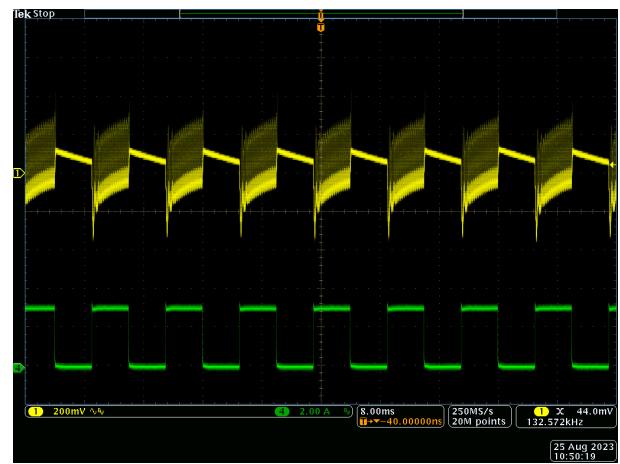 Tek Stop
T
T
1
4
1 200mV 4 2.00 A 8.00ms 250MS/s 1 44.0mV
T→▼−40.00000ns 20M points 132.572kHz
25 Aug 2023
10:50:19